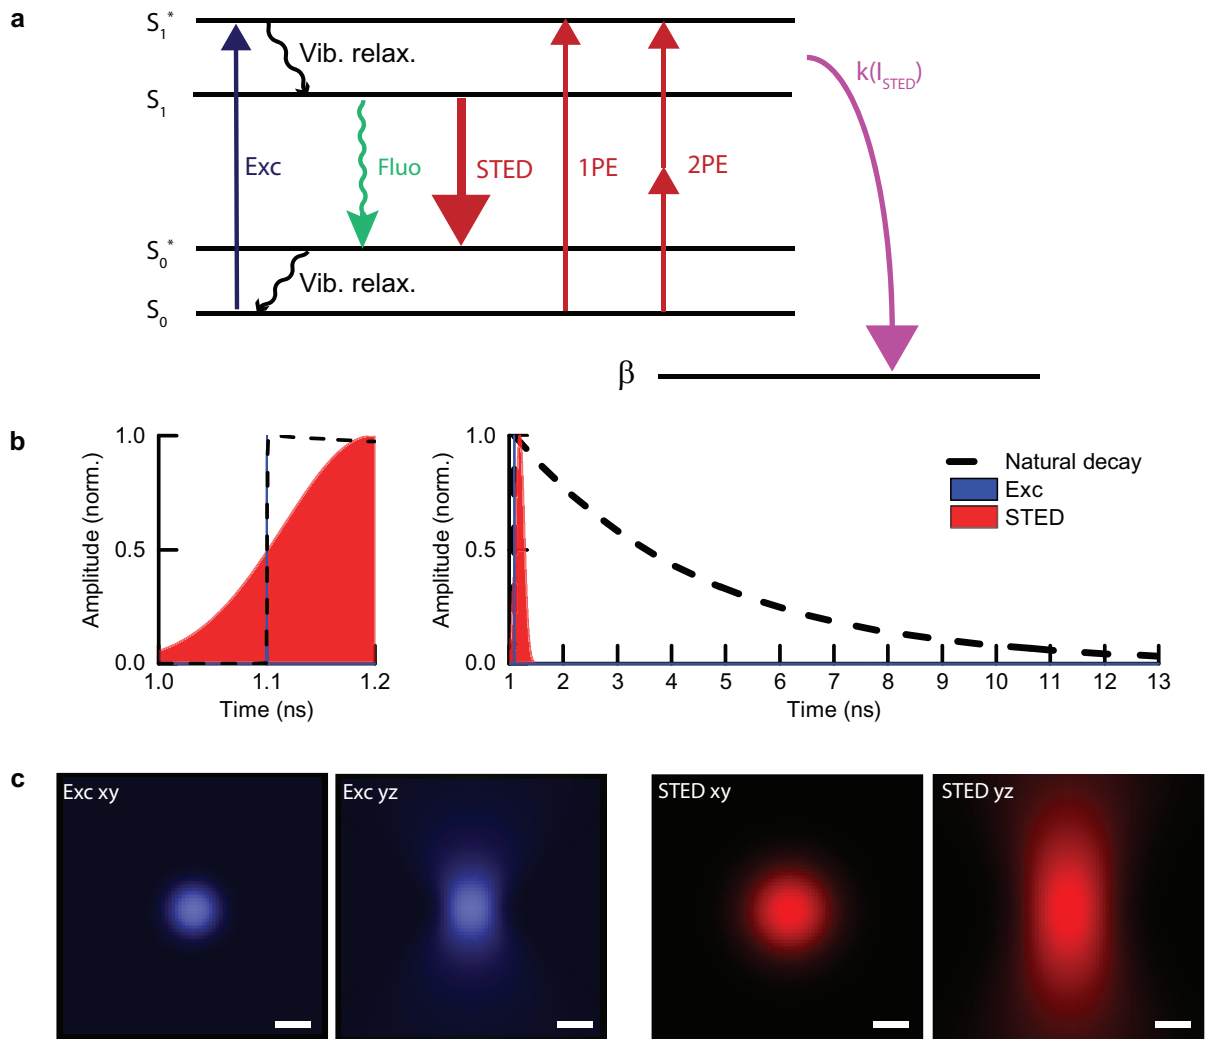 a
S₁*
Vib. relax.
k(I_STED)
S₁
Exc
Fluo
STED
1PE
2PE
S₀*
Vib. relax.
S₀
β
b
Amplitude (norm.)
1.0
0.5
0.0
1.0 1.1 1.2
Time (ns)
Amplitude (norm.)
1.0
0.5
0.0
1 2 3 4 5 6 7 8 9 10 11 12 13
Time (ns)
Natural decay
Exc
STED
c
Exc xy
Exc yz
STED xy
STED yz